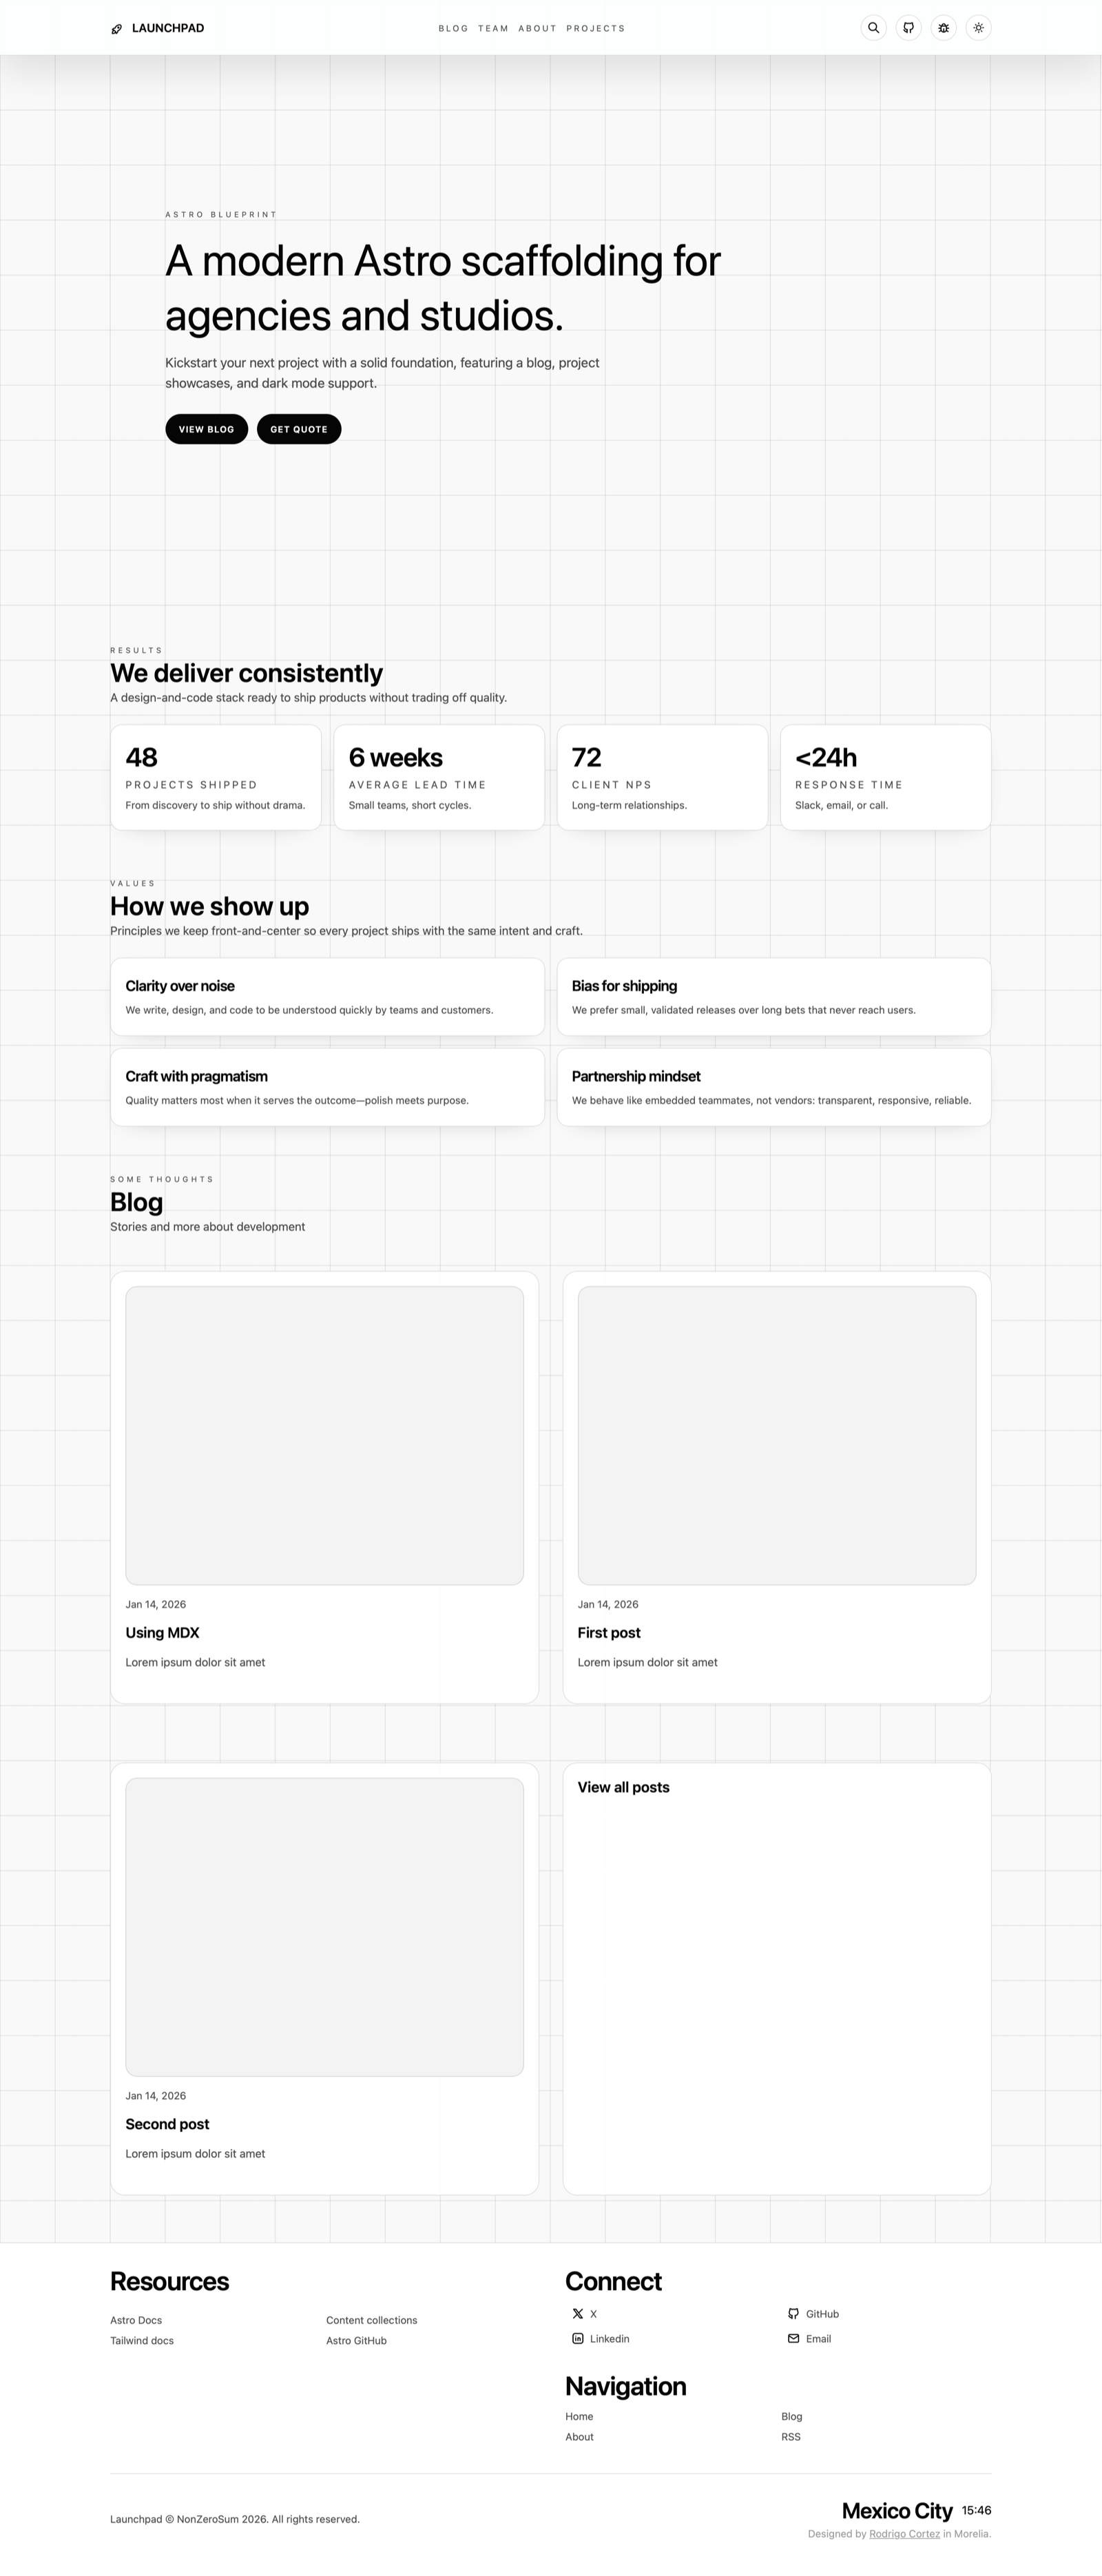 LAUNCHPAD
BLOG TEAM ABOUT PROJECTS
ASTRO BLUEPRINT
A modern Astro scaffolding for
agencies and studios.
Kickstart your next project with a solid foundation, featuring a blog, project
showcases, and dark mode support.
VIEW BLOG
GET QUOTE
RESULTS
We deliver consistently
A design-and-code stack ready to ship products without trading off quality.
48
PROJECTS SHIPPED
From discovery to ship without drama.
6 weeks
AVERAGE LEAD TIME
Small teams, short cycles.
72
CLIENT NPS
Long-term relationships.
<24h
RESPONSE TIME
Slack, email, or call.
VALUES
How we show up
Principles we keep front-and-center so every project ships with the same intent and craft.
Clarity over noise
We write, design, and code to be understood quickly by teams and customers.
Bias for shipping
We prefer small, validated releases over long bets that never reach users.
Craft with pragmatism
Quality matters most when it serves the outcome—polish meets purpose.
Partnership mindset
We behave like embedded teammates, not vendors: transparent, responsive, reliable.
SOME THOUGHTS
Blog
Stories and more about development
Jan 14, 2026
Using MDX
Lorem ipsum dolor sit amet
Jan 14, 2026
First post
Lorem ipsum dolor sit amet
Jan 14, 2026
Second post
Lorem ipsum dolor sit amet
View all posts
Resources
Astro Docs
Content collections
Tailwind docs
Astro GitHub
Connect
X
GitHub
Linkedin
Email
Navigation
Home
Blog
About
RSS
Launchpad © NonZeroSum 2026. All rights reserved.
Mexico City 15:46
Designed by Rodrigo Cortez in Morelia.